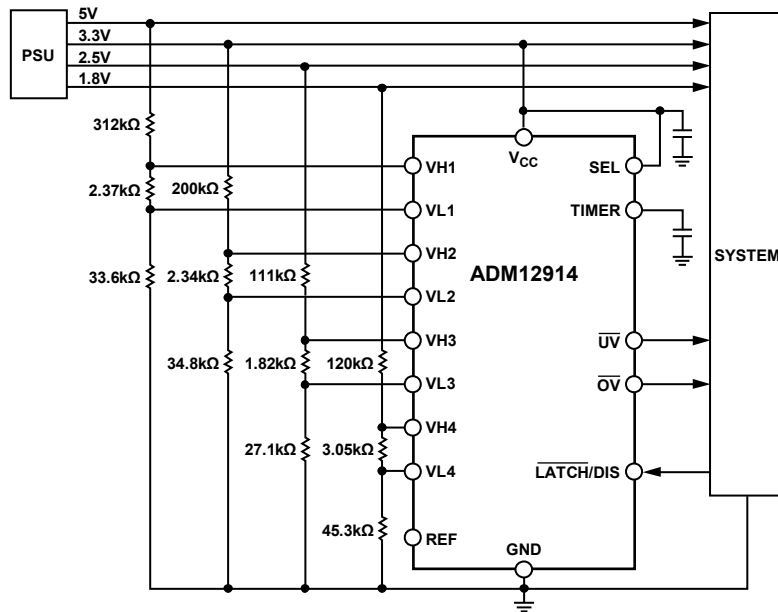 5V
3.3V
PSU
2.5V
1.8V
312kΩ
VCC
VH1
SEL
2.37kΩ
200kΩ
VL1
TIMER
VH2
SYSTEM
33.6kΩ
2.34kΩ
111kΩ
ADM12914
VL2
VH3
UV
34.8kΩ
1.82kΩ
120kΩ
VL3
OV
VH4
27.1kΩ
3.05kΩ
VL4
LATCH/DIS
45.3kΩ
REF
GND